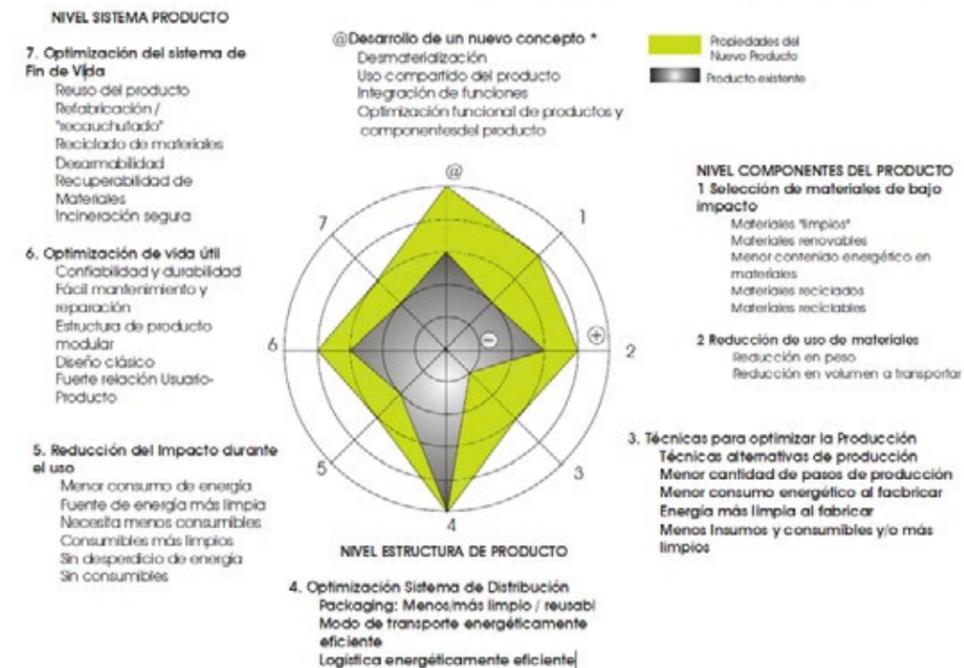 NIVEL SISTEMA PRODUCTO
7. Optimización del sistema de
Fin de Vida
Reuso del producto
Refabricación /
"recauchutado"
Reciclado de materiales
Desarmabilidad
Recuperabilidad de
Materiales
Incineración segura
6. Optimización de vida útil
Confiabilidad y durabilidad
Fácil mantenimiento y
reparación
Estructura de producto
modular
Diseño clásico
Fuerte relación Usuario-
Producto
5. Reducción del Impacto durante
el uso
Menor consumo de energía
Fuente de energía más limpia
Necesita menos consumibles
Consumibles más limpios
Sin desperdicio de energía
Sin consumibles
@Desarrollo de un nuevo concepto *
Desmaterialización
Uso compartido del producto
Integración de funciones
Optimización funcional de productos y
componentesdel producto
Propiedades del
Nuevo Producto
Producto existente
@
1
2
3
4
5
6
7
−
+
NIVEL COMPONENTES DEL PRODUCTO
1 Selección de materiales de bajo
impacto
Materiales "limpios"
Materiales renovables
Menor contenido energético en
materiales
Materiales reciclados
Materiales reciclables
2 Reducción de uso de materiales
Reducción en peso
Reducción en volumen a transportar
3. Técnicas para optimizar la Producción
Técnicas alternativas de producción
Menor cantidad de pasos de producción
Menor consumo energético al facbricar
Energía más limpia al fabricar
Menos Insumos y consumibles y/o más
limpios
NIVEL ESTRUCTURA DE PRODUCTO
4. Optimización Sistema de Distribución
Packaging: Menos/más limpio / reusabl
Modo de transporte energéticamente
eficiente
Logística energéticamente eficiente